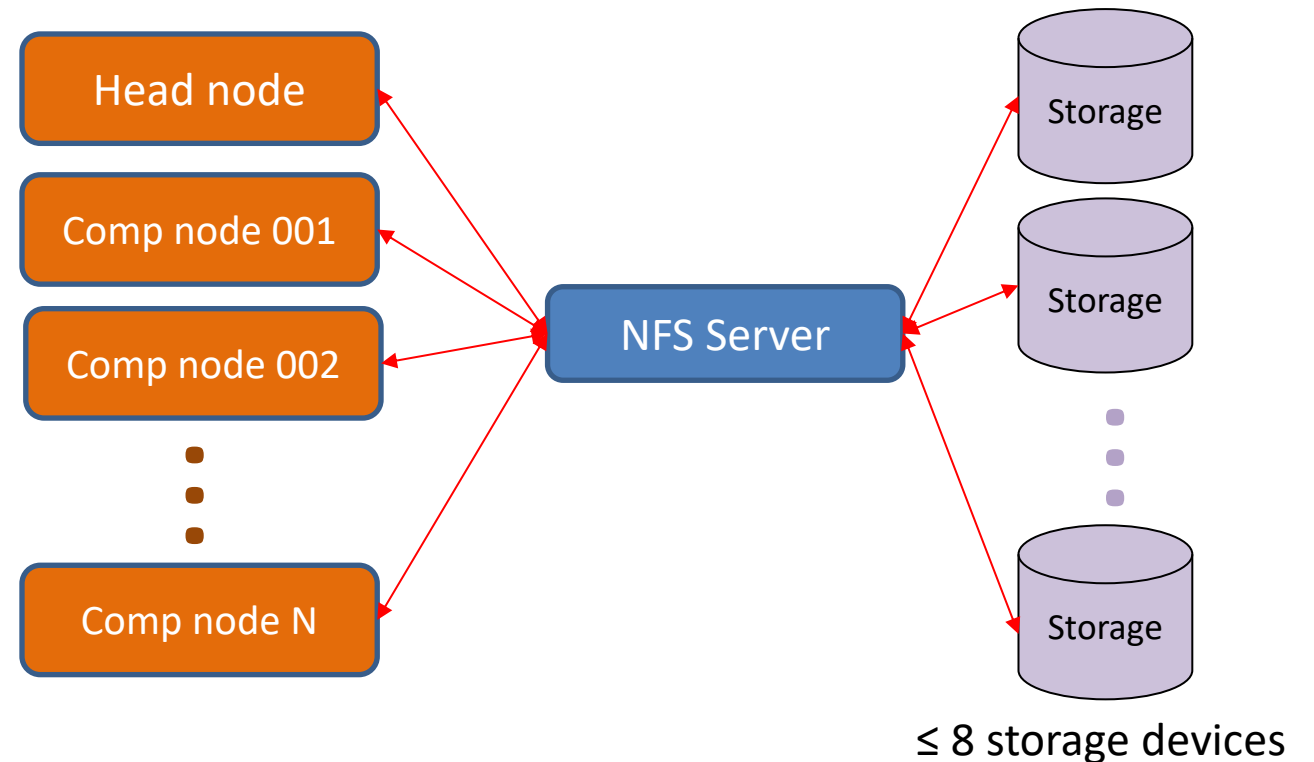 Head node
Comp node 001
Comp node 002
Comp node N
NFS Server
Storage
Storage
Storage
≤ 8 storage devices